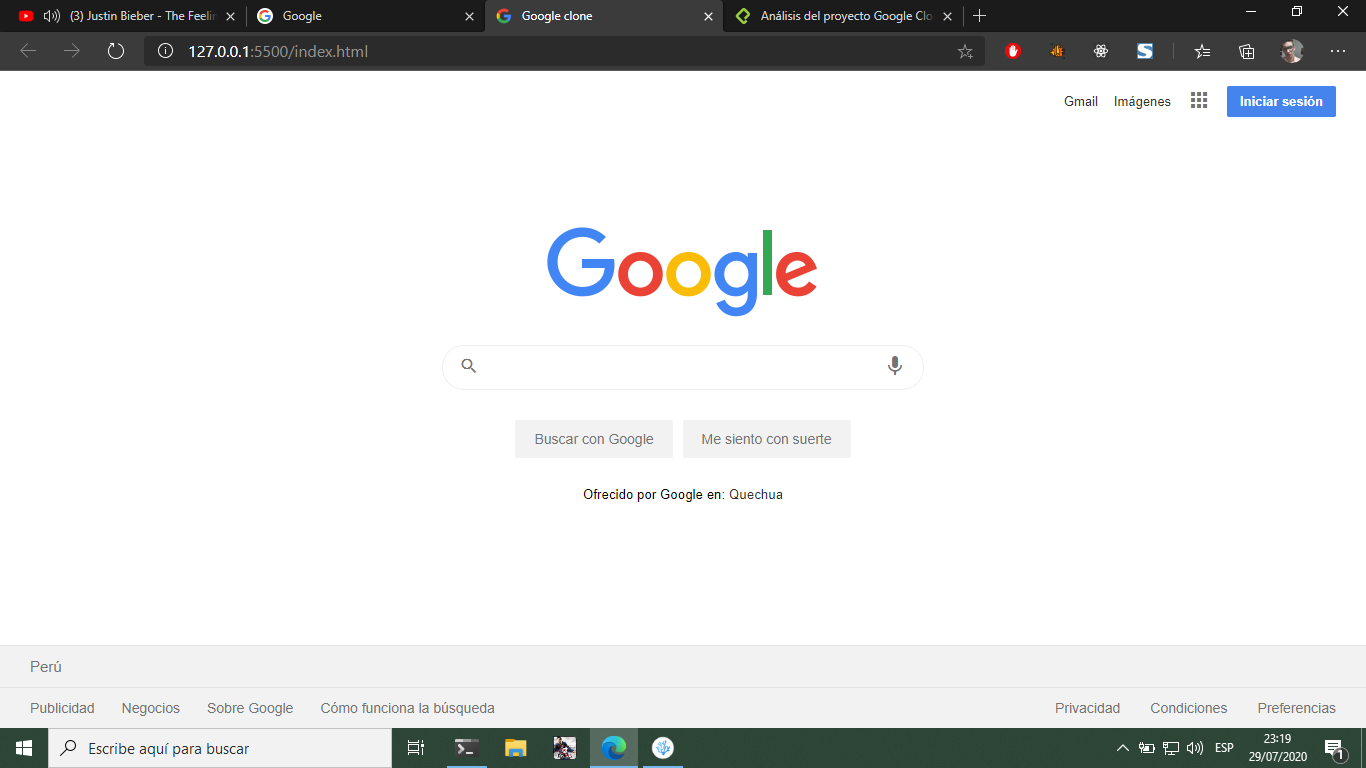 (3) Justin Bieber - The Feelin
Google
Google clone
Análisis del proyecto Google Clo
127.0.0.1:5500/index.html
Gmail Imágenes Iniciar sesión
Google
Buscar con Google Me siento con suerte
Ofrecido por Google en: Quechua
Perú
Publicidad Negocios Sobre Google Cómo funciona la búsqueda Privacidad Condiciones Preferencias
Escribe aquí para buscar
ESP
23:19
29/07/2020
1